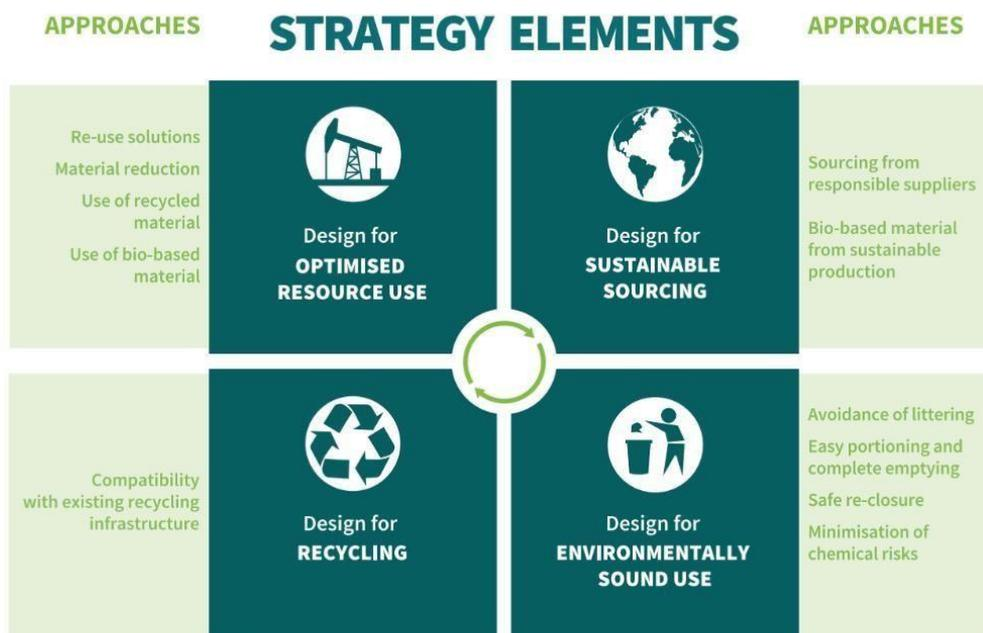 APPROACHES
STRATEGY ELEMENTS
APPROACHES
Re-use solutions
Material reduction
Use of recycled
material
Use of bio-based
material
Design for
OPTIMISED
RESOURCE USE
Design for
SUSTAINABLE
SOURCING
Sourcing from
responsible suppliers
Bio-based material
from sustainable
production
Compatibility
with existing recycling
infrastructure
Design for
RECYCLING
Design for
ENVIRONMENTALLY
SOUND USE
Avoidance of littering
Easy portioning and
complete emptying
Safe re-closure
Minimisation of
chemical risks